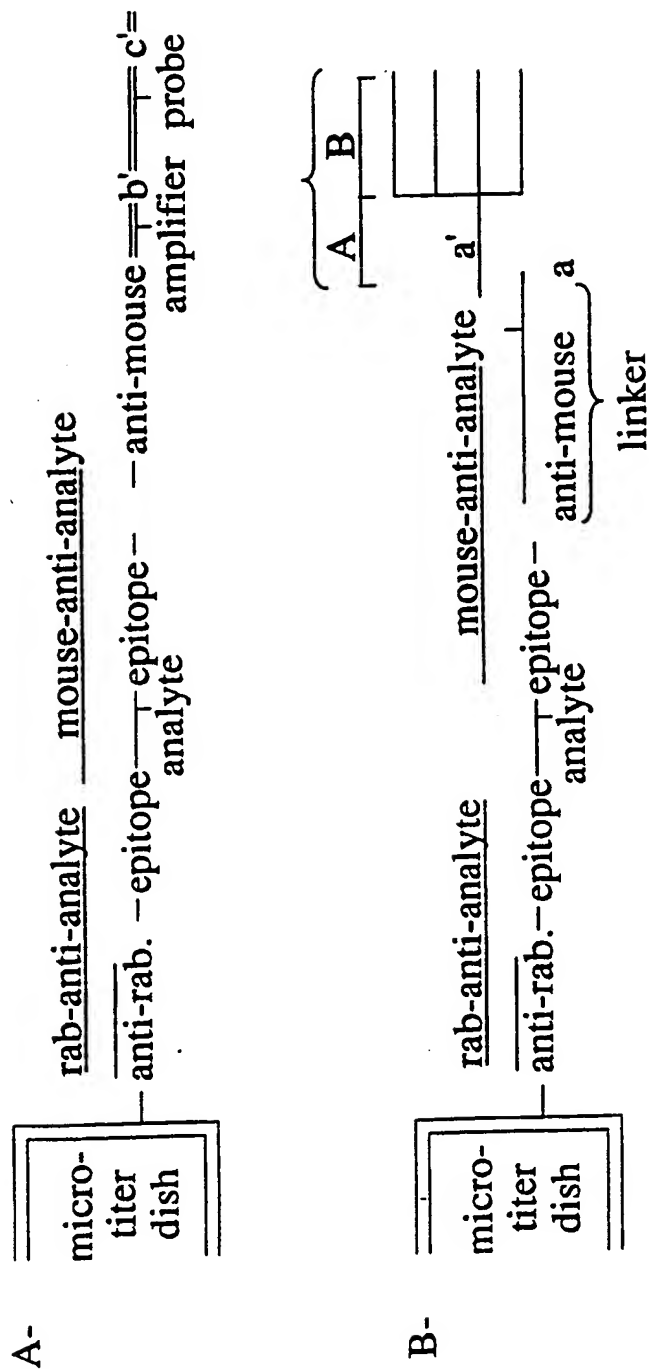 A-
micro-
titer
dish
rab-anti-analyte
anti-rab. –epitope
mouse-anti-analyte
epitope–
analyte
– anti-mouse
b'
c'
amplifier probe
B-
micro-
titer
dish
rab-anti-analyte
anti-rab.–epitope
mouse-anti-analyte
epitope–
analyte
A B
a'
anti-mouse a
linker